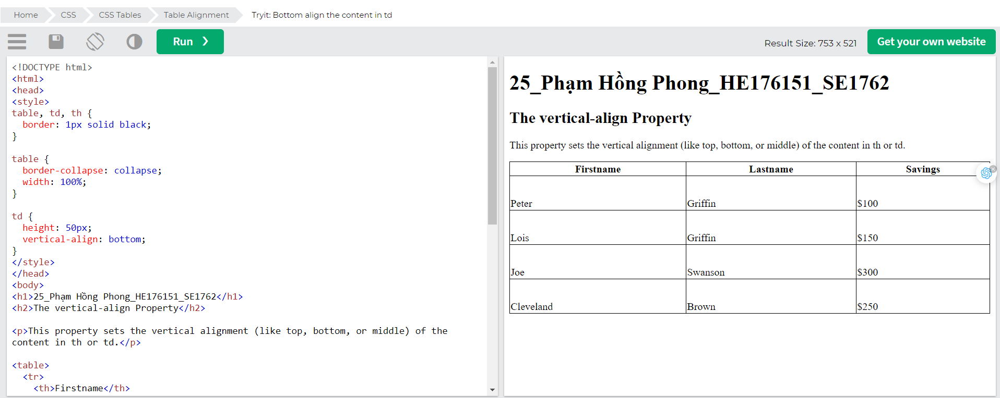 Home CSS CSS Tables Table Alignment Tryit: Bottom align the content in td
Run ❯ Result Size: 753 x 521 Get your own website
<!DOCTYPE html>
<html>
<head>
<style>
table, td, th {
  border: 1px solid black;
}

table {
  border-collapse: collapse;
  width: 100%;
}

td {
  height: 50px;
  vertical-align: bottom;
}
</style>
</head>
<body>
<h1>25_Phạm Hồng Phong_HE176151_SE1762</h1>
<h2>The vertical-align Property</h2>

<p>This property sets the vertical alignment (like top, bottom, or middle) of the
content in th or td.</p>

<table>
  <tr>
    <th>Firstname</th>
25_Phạm Hồng Phong_HE176151_SE1762
The vertical-align Property
This property sets the vertical alignment (like top, bottom, or middle) of the content in th or td.
Firstname Lastname Savings
Peter Griffin $100
Lois Griffin $150
Joe Swanson $300
Cleveland Brown $250